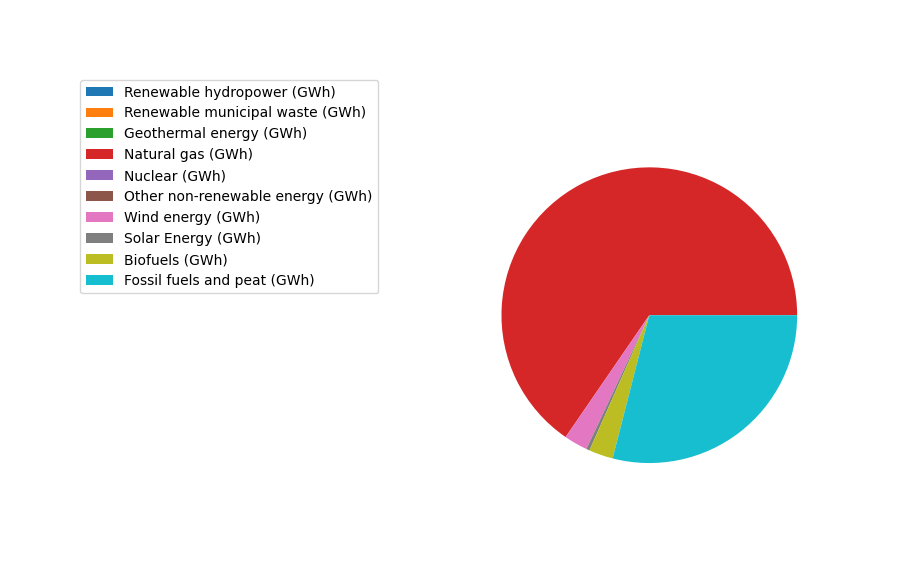 Renewable hydropower (GWh)
Renewable municipal waste (GWh)
Geothermal energy (GWh)
Natural gas (GWh)
Nuclear (GWh)
Other non-renewable energy (GWh)
Wind energy (GWh)
Solar Energy (GWh)
Biofuels (GWh)
Fossil fuels and peat (GWh)